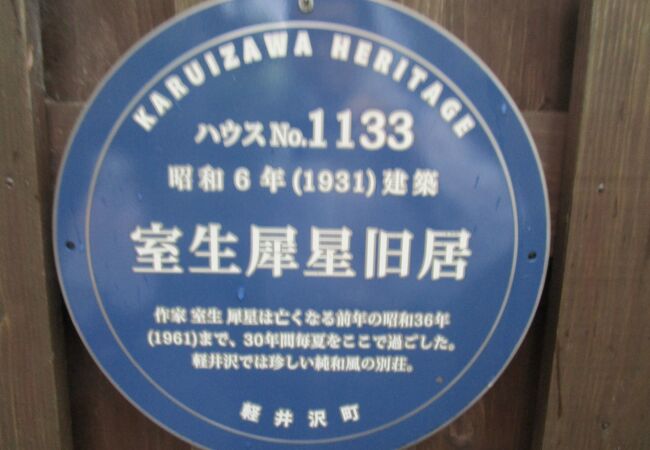 KARUIZAWA HERITAGE
ハウスNo.1133
昭和6年(1931)建築
室生犀星旧居
作家 室生 犀星は亡くなる前年の昭和36年
(1961)まで、30年間毎夏をここで過ごした。
軽井沢では珍しい純和風の別荘。
軽井沢町